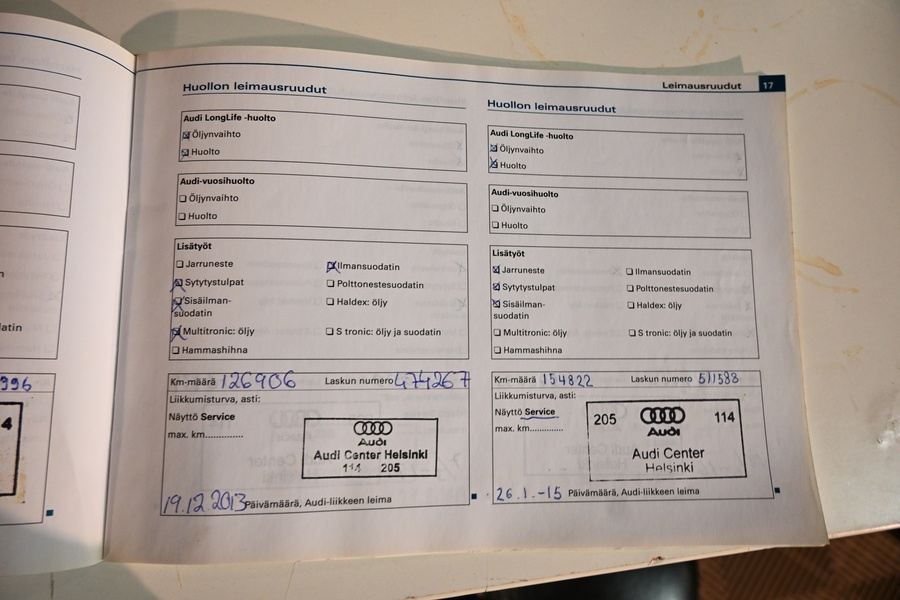 996
4
Huollon leimausruudut
Audi LongLife -huolto
Öljynvaihto
Huolto
Audi-vuosihuolto
Öljynvaihto
Huolto
Lisätyöt
Jarruneste
Sytytystulpat
Sisäilman-
suodatin
Multitronic: öljy
Hammashihna
Ilmansuodatin
Polttonestesuodatin
Haldex: öljy
S tronic: öljy ja suodatin
Km-määrä 126906 Laskun numero 474267
Liikkumisturva, asti:
Näyttö Service
max. km..............
Audi
Audi Center Helsinki
114 205
19.12.2013 Päivämäärä, Audi-liikkeen leima
Leimausruudut 17
Huollon leimausruudut
Audi LongLife -huolto
Öljynvaihto
Huolto
Audi-vuosihuolto
Öljynvaihto
Huolto
Lisätyöt
Jarruneste
Sytytystulpat
Sisäilman-
suodatin
Multitronic: öljy
Hammashihna
Ilmansuodatin
Polttonestesuodatin
Haldex: öljy
S tronic: öljy ja suodatin
Km-määrä 154822 Laskun numero 511583
Liikkumisturva, asti:
Näyttö Service
max. km..............
205 114
Audi
Audi Center
Helsinki
26.1.-15 Päivämäärä, Audi-liikkeen leima